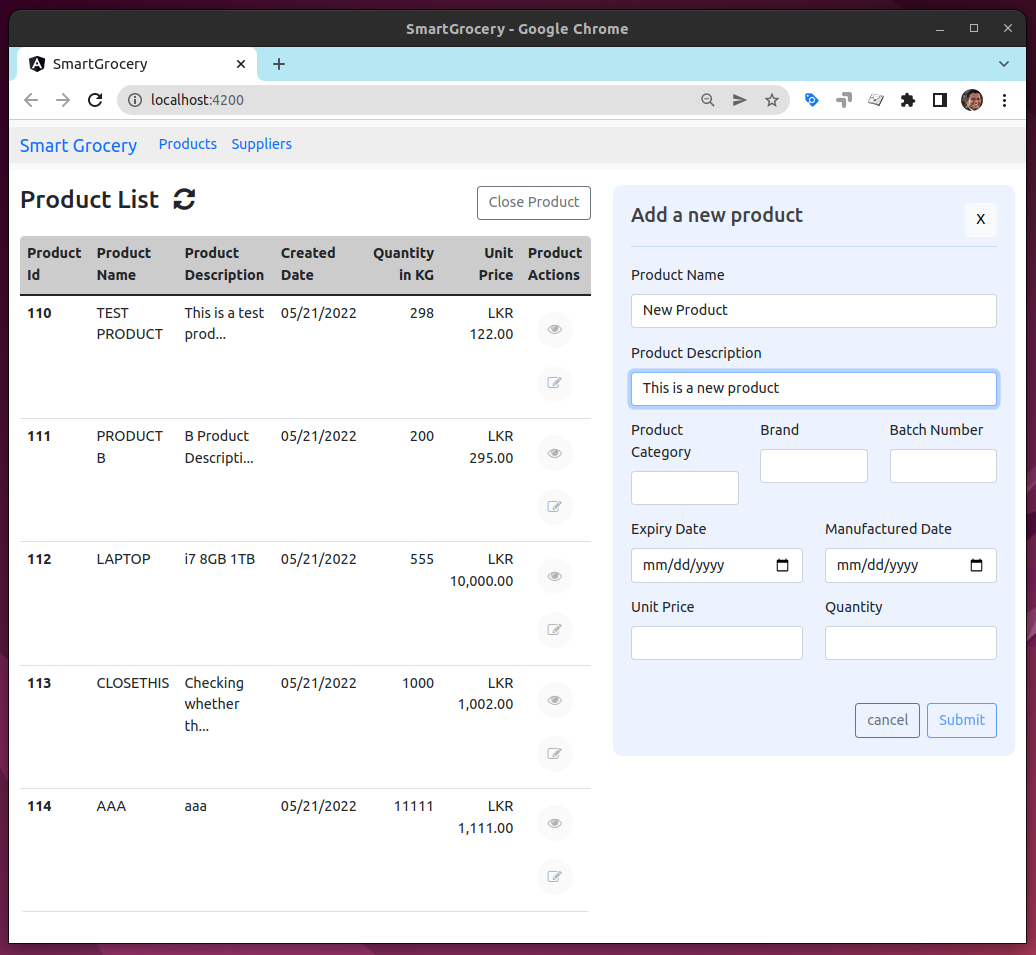 SmartGrocery - Google Chrome
SmartGrocery
localhost:4200
Smart Grocery Products Suppliers
Product List
Close Product
Product Id Product Name Product Description Created Date Quantity in KG Unit Price Product Actions
110 TEST PRODUCT This is a test prod... 05/21/2022 298 LKR 122.00
111 PRODUCT B B Product Descripti... 05/21/2022 200 LKR 295.00
112 LAPTOP i7 8GB 1TB 05/21/2022 555 LKR 10,000.00
113 CLOSETHIS Checking whether th... 05/21/2022 1000 LKR 1,002.00
114 AAA aaa 05/21/2022 11111 LKR 1,111.00
Add a new product
X
Product Name
New Product
Product Description
This is a new product
Product Category Brand Batch Number
Expiry Date Manufactured Date
mm/dd/yyyy mm/dd/yyyy
Unit Price Quantity
cancel Submit